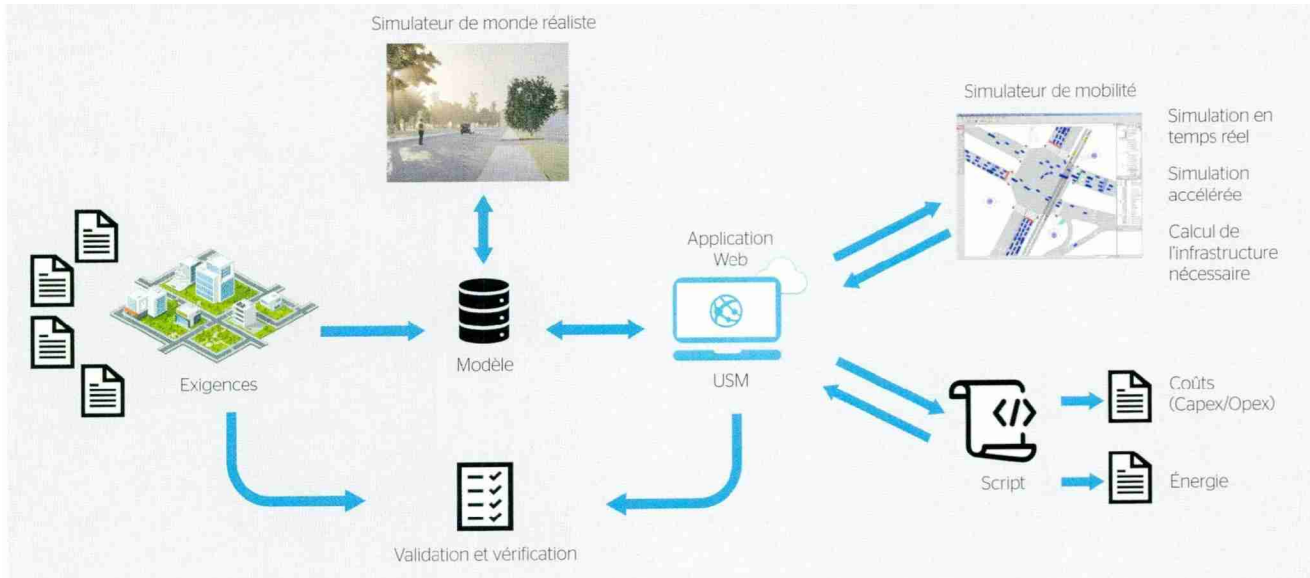 Simulateur de monde réaliste
Simulateur de mobilité
Simulation en
temps réel
Simulation
accélérée
Calcul de
l'infrastructure
nécessaire
Application
Web
Exigences
Modèle
USM
Coûts
(Capex/Opex)
Script
Énergie
Validation et vérification